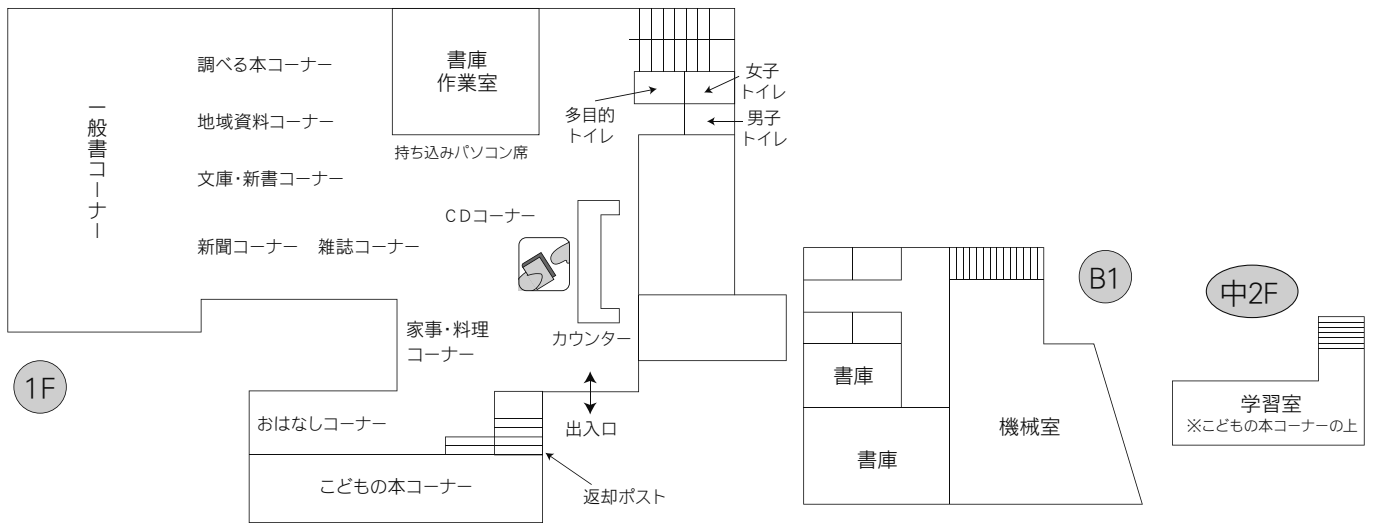 一般書コーナー
調べる本コーナー
地域資料コーナー
文庫・新書コーナー
新聞コーナー　雑誌コーナー
書庫
作業室
持ち込みパソコン席
多目的
トイレ
女子
トイレ
男子
トイレ
CDコーナー
カウンター
家事・料理
コーナー
1F
おはなしコーナー
出入口
こどもの本コーナー
返却ポスト
B1
書庫
書庫
機械室
中2F
学習室
※こどもの本コーナーの上